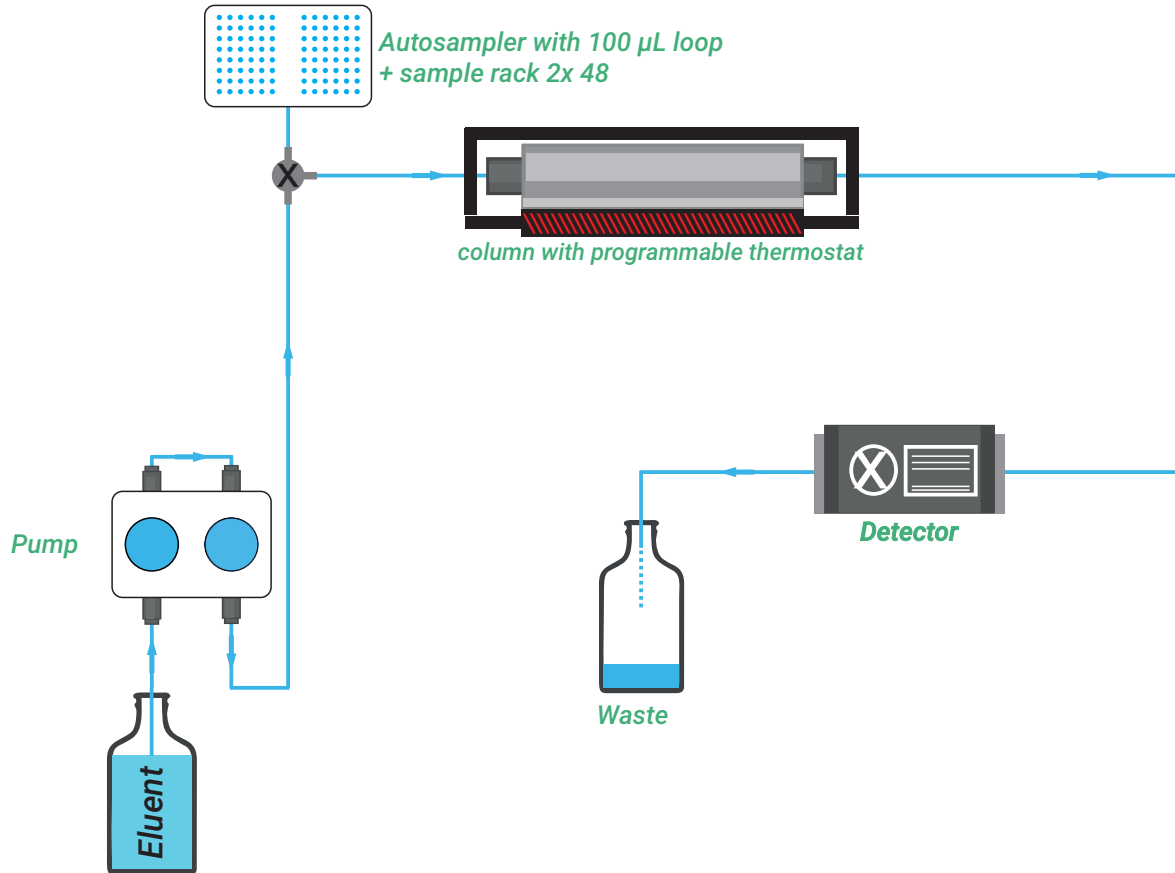 Autosampler with 100 µL loop
+ sample rack 2x 48
X
column with programmable thermostat
X
Detector
Pump
Waste
Eluent